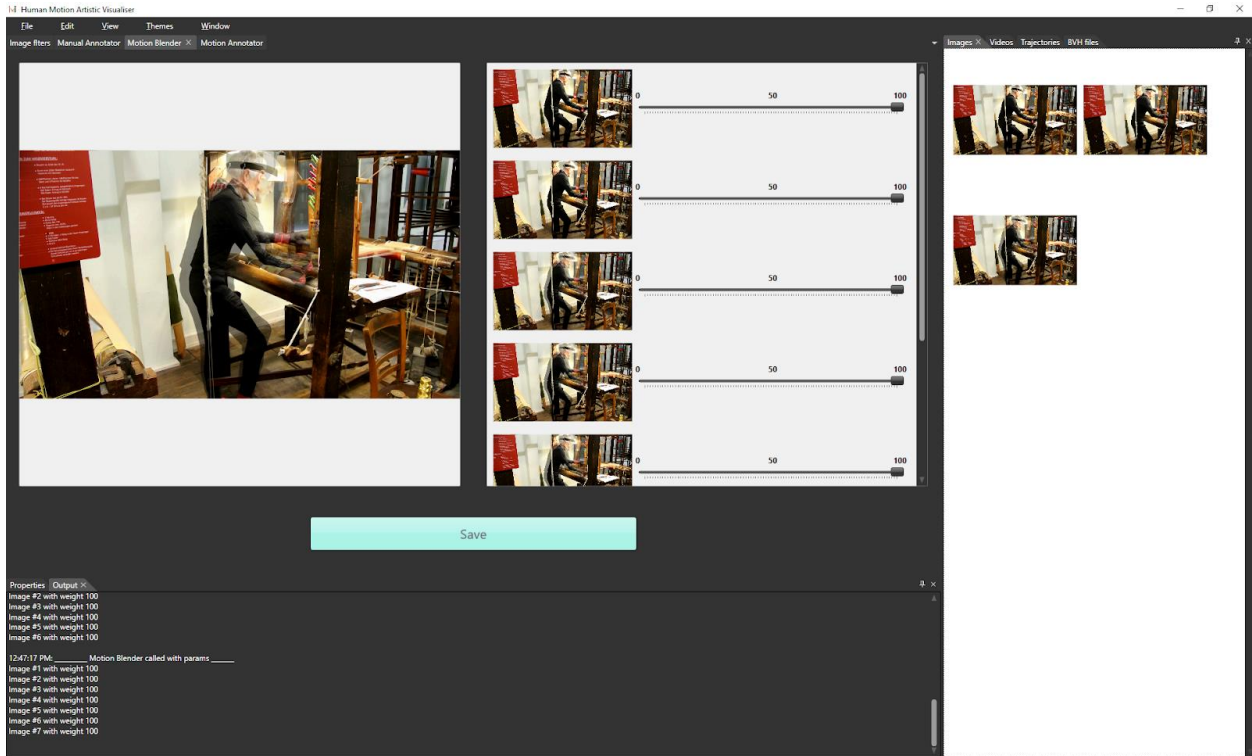 Human Motion Artistic Visualiser
File Edit View Themes Window
Image flters Manual Annotator Motion Blender × Motion Annotator
Images × Videos Trajectories BVH files
0 50 100
0 50 100
0 50 100
0 50 100
0 50 100
Save
Properties Output ×
Image #2 with weight 100
Image #3 with weight 100
Image #4 with weight 100
Image #5 with weight 100
Image #6 with weight 100
12:47:17 PM: ________ Motion Blender called with params ______
Image #1 with weight 100
Image #2 with weight 100
Image #3 with weight 100
Image #4 with weight 100
Image #5 with weight 100
Image #6 with weight 100
Image #7 with weight 100